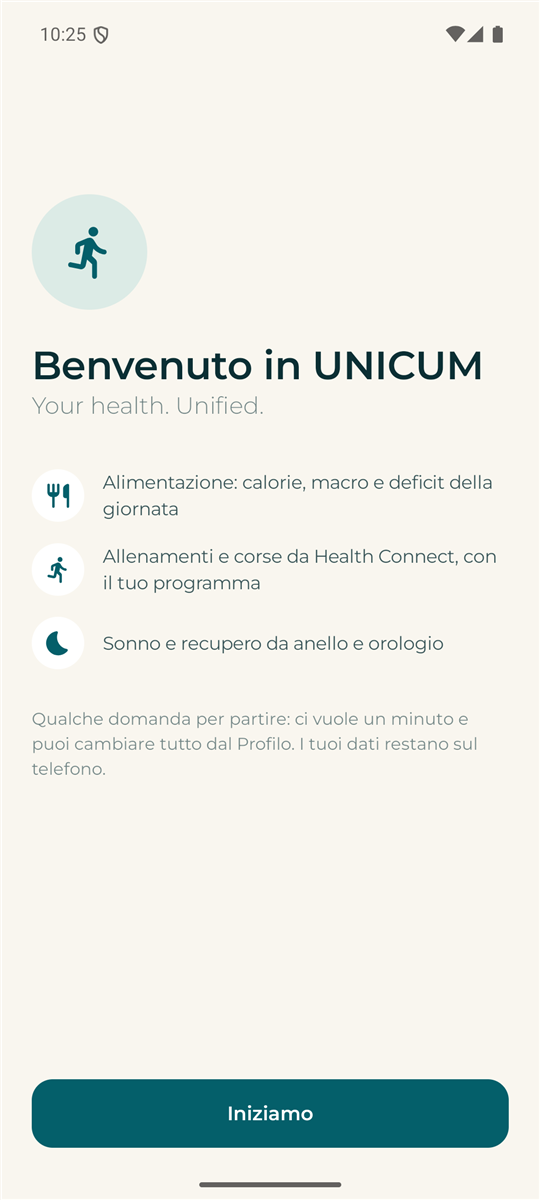 10:25
Benvenuto in UNICUM
Your health. Unified.
Alimentazione: calorie, macro e deficit della
giornata
Allenamenti e corse da Health Connect, con
il tuo programma
Sonno e recupero da anello e orologio
Qualche domanda per partire: ci vuole un minuto e
puoi cambiare tutto dal Profilo. I tuoi dati restano sul
telefono.
Iniziamo